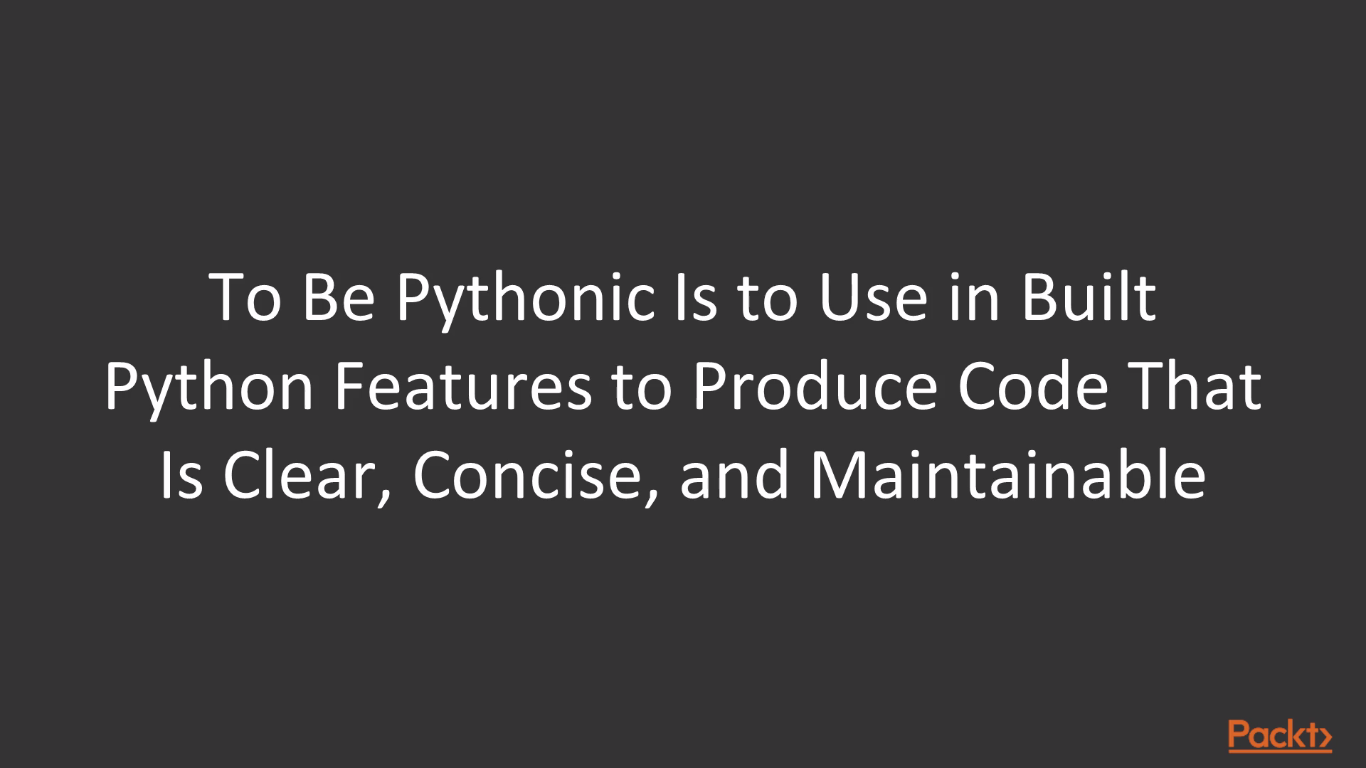 To Be Pythonic Is to Use in Built
Python Features to Produce Code That
Is Clear, Concise, and Maintainable
Packt>